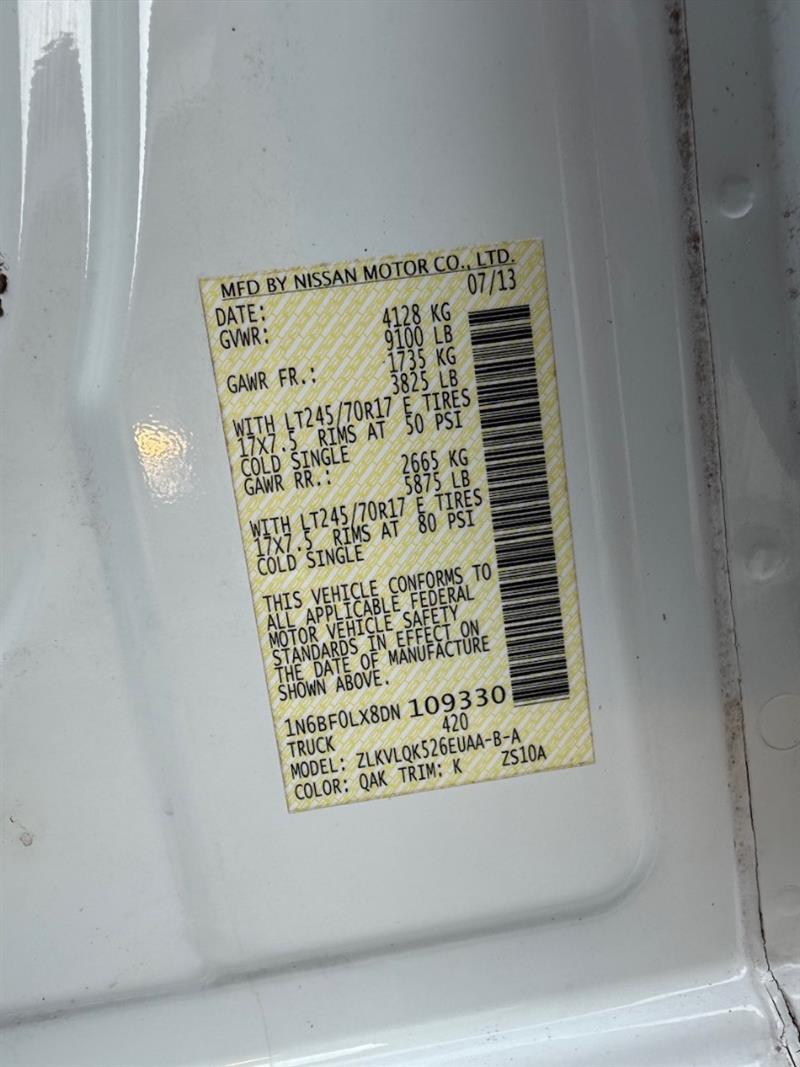 MFD BY NISSAN MOTOR CO., LTD.
DATE: 07/13
GVWR: 4128 KG
9100 LB
GAWR FR.: 1735 KG
3825 LB
WITH LT245/70R17 E TIRES
17X7.5 RIMS AT 50 PSI
COLD SINGLE
GAWR RR.: 2665 KG
5875 LB
WITH LT245/70R17 E TIRES
17X7.5 RIMS AT 80 PSI
COLD SINGLE
THIS VEHICLE CONFORMS TO
ALL APPLICABLE FEDERAL
MOTOR VEHICLE SAFETY
STANDARDS IN EFFECT ON
THE DATE OF MANUFACTURE
SHOWN ABOVE.
1N6BF0LX8DN 109330
TRUCK 420
MODEL: ZLKVLQK526EUAA-B-A
COLOR: QAK TRIM: K ZS10A